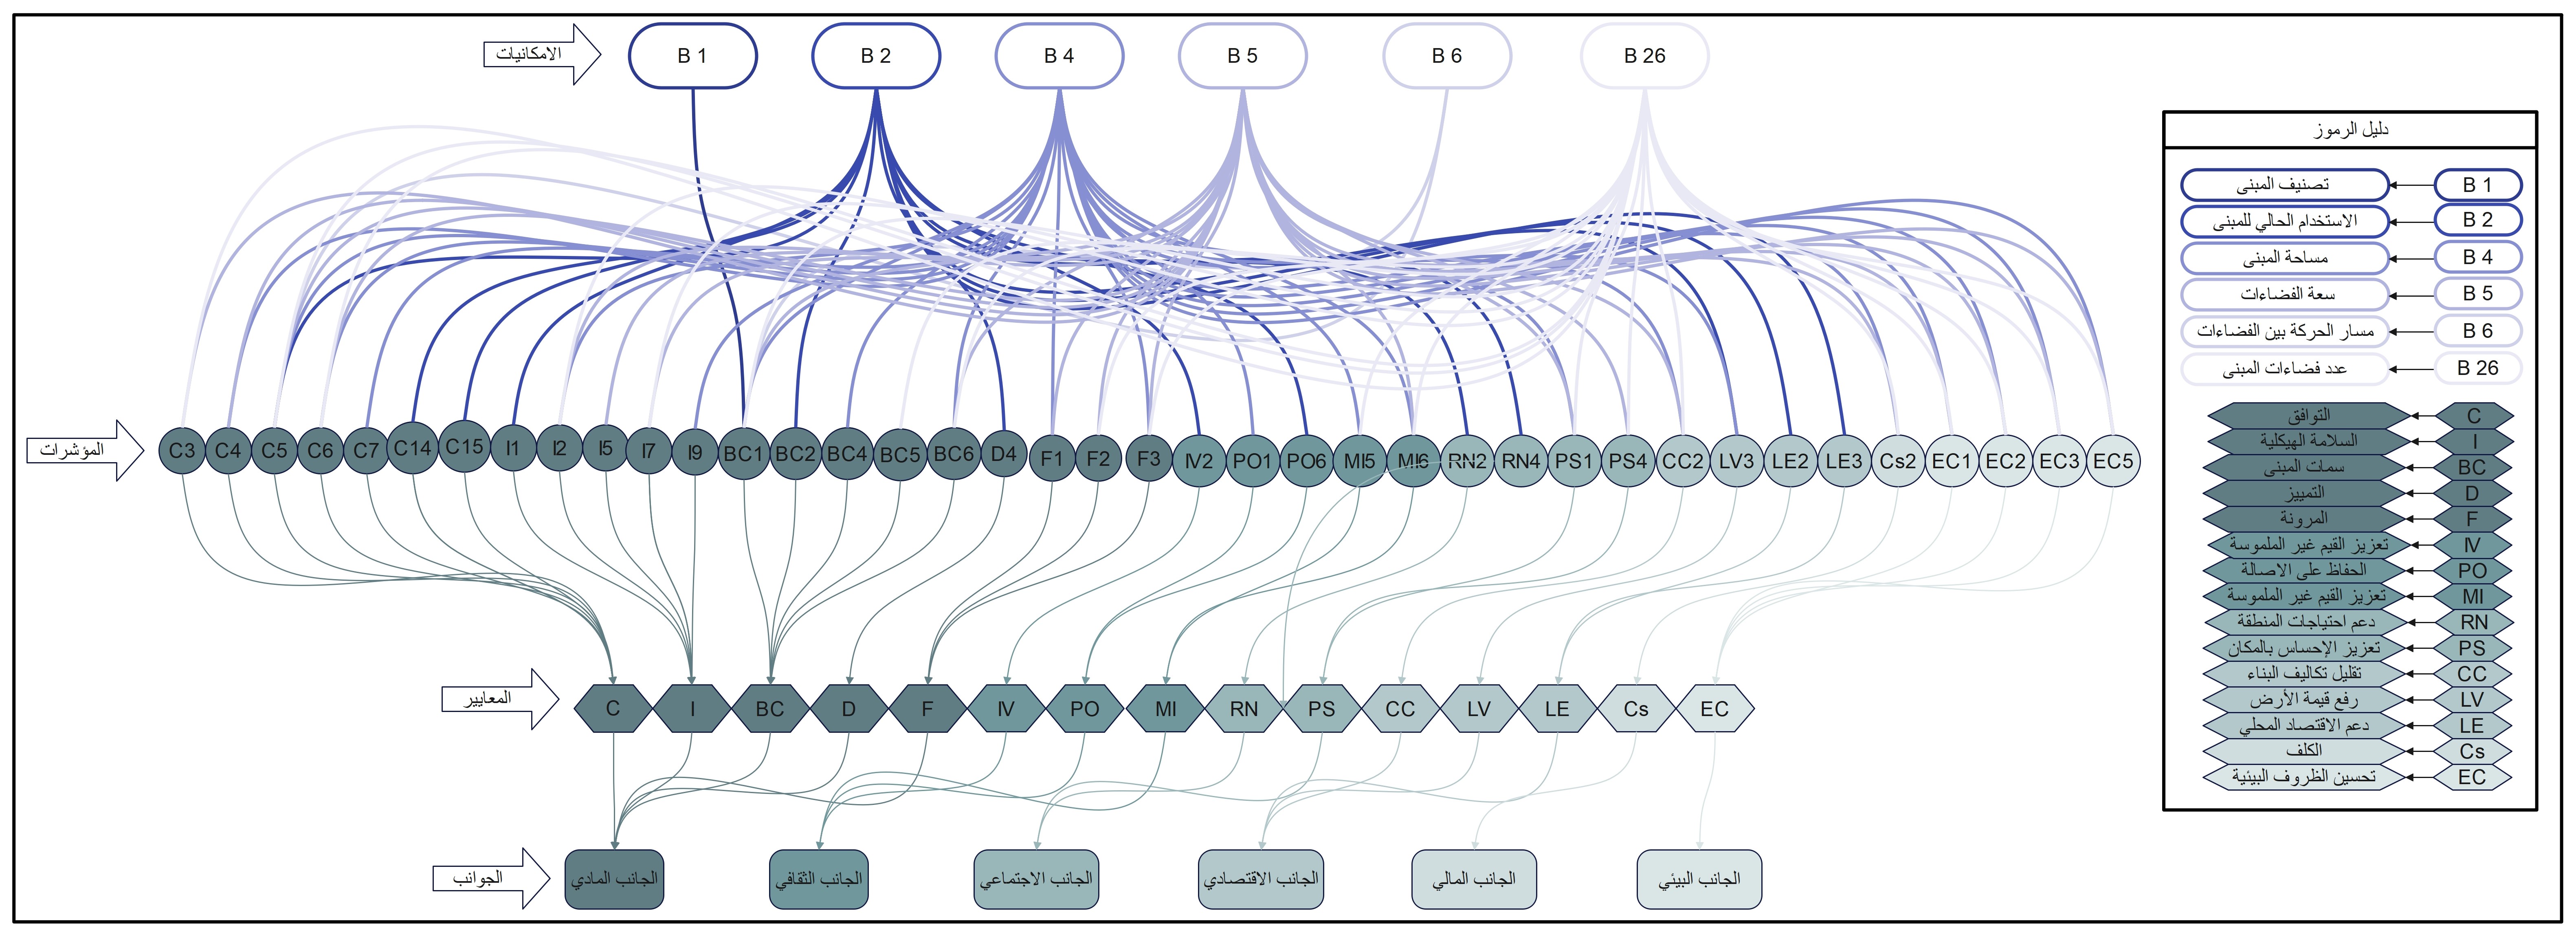 الامكانيات
B 1
B 2
B 4
B 5
B 6
B 26
المؤشرات
C3
C4
C5
C6
C7
C14
C15
I1
I2
I5
I7
I9
BC1
BC2
BC4
BC5
BC6
D4
F1
F2
F3
IV2
PO1
PO6
MI5
MI6
RN2
RN4
PS1
PS4
CC2
LV3
LE2
LE3
Cs2
EC1
EC2
EC3
EC5
المعايير
C
I
BC
D
F
IV
PO
MI
RN
PS
CC
LV
LE
Cs
EC
الجوانب
الجانب المادي
الجانب الثقافي
الجانب الاجتماعي
الجانب الاقتصادي
الجانب المالي
الجانب البيئي
دليل الرموز
B 1 تصنيف المبنى
B 2 الاستخدام الحالي للمبنى
B 4 مساحة المبنى
B 5 سعة الفضاءات
B 6 مسار الحركة بين الفضاءات
B 26 عدد فضاءات المبنى
C التوافق
I السلامة الهيكلية
BC سمات المبنى
D التمييز
F المرونة
IV تعزيز القيم غير الملموسة
PO الحفاظ على الاصالة
MI تعزيز القيم غير الملموسة
RN دعم احتياجات المنطقة
PS تعزيز الإحساس بالمكان
CC تقليل تكاليف البناء
LV رفع قيمة الأرض
LE دعم الاقتصاد المحلي
Cs الكلف
EC تحسين الظروف البيئية